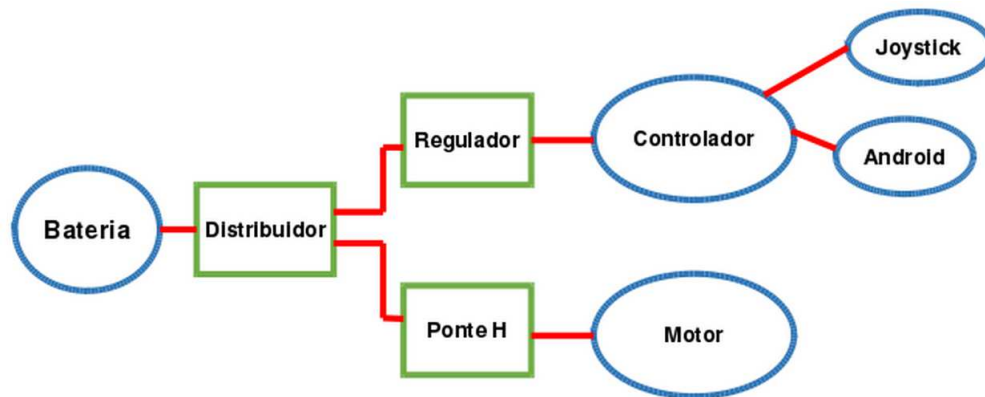 Joystick
Regulador
Controlador
Android
Bateria
Distribuidor
Ponte H
Motor